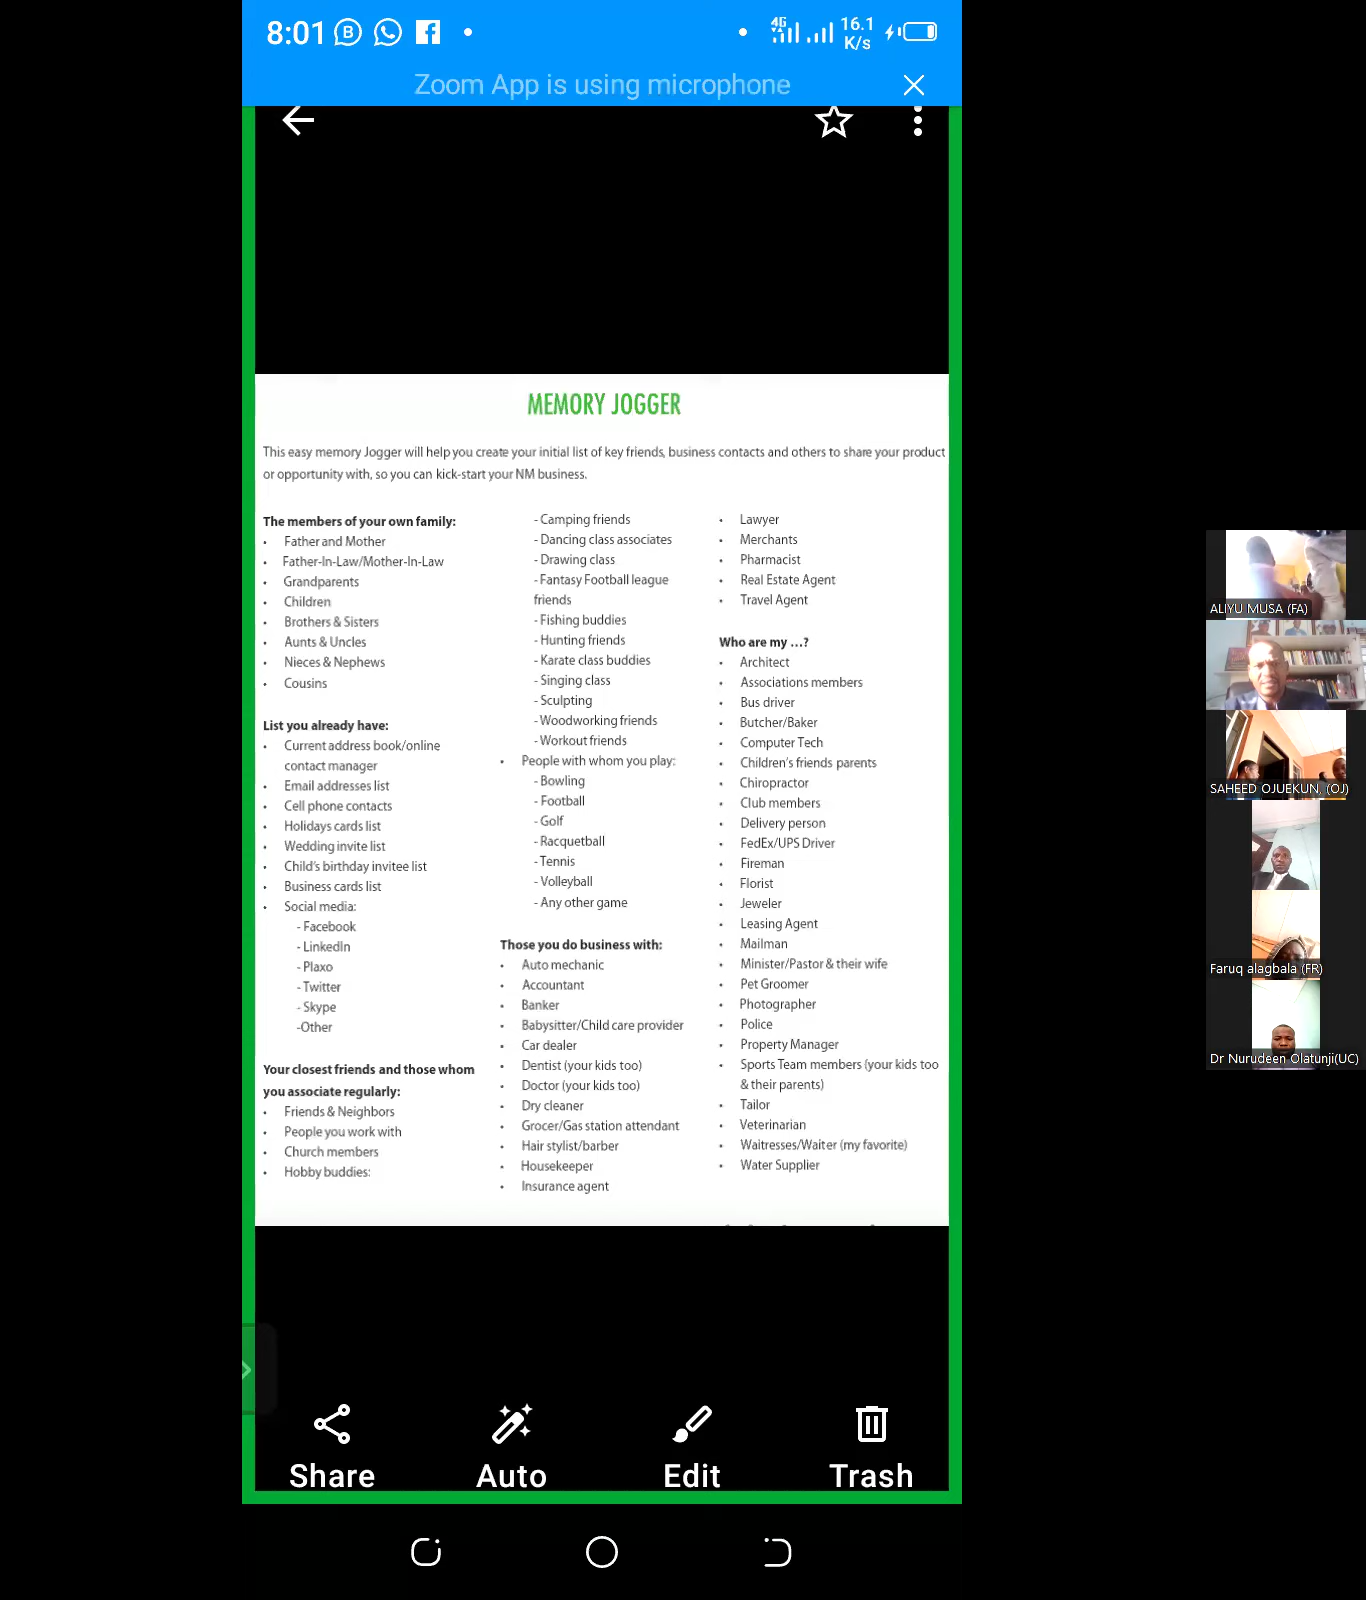 8:01
4G
16.1
K/s
Zoom App is using microphone
MEMORY JOGGER
This easy memory Jogger will help you create your initial list of key friends, business contacts and others to share your product
or opportunity with, so you can kick-start your NM business.
The members of your own family:
• Father and Mother
• Father-In-Law/Mother-In-Law
• Grandparents
• Children
• Brothers & Sisters
• Aunts & Uncles
• Nieces & Nephews
• Cousins
List you already have:
• Current address book/online
contact manager
• Email addresses list
• Cell phone contacts
• Holidays cards list
• Wedding invite list
• Child's birthday invitee list
• Business cards list
• Social media:
- Facebook
- LinkedIn
- Plaxo
- Twitter
- Skype
-Other
Your closest friends and those whom
you associate regularly:
• Friends & Neighbors
• People you work with
• Church members
• Hobby buddies:
- Camping friends
- Dancing class associates
- Drawing class
- Fantasy Football league
friends
- Fishing buddies
- Hunting friends
- Karate class buddies
- Singing class
- Sculpting
- Woodworking friends
- Workout friends
• People with whom you play:
- Bowling
- Football
- Golf
- Racquetball
- Tennis
- Volleyball
- Any other game
Those you do business with:
• Auto mechanic
• Accountant
• Banker
• Babysitter/Child care provider
• Car dealer
• Dentist (your kids too)
• Doctor (your kids too)
• Dry cleaner
• Grocer/Gas station attendant
• Hair stylist/barber
• Housekeeper
• Insurance agent
• Lawyer
• Merchants
• Pharmacist
• Real Estate Agent
• Travel Agent
Who are my ...?
• Architect
• Associations members
• Bus driver
• Butcher/Baker
• Computer Tech
• Children's friends parents
• Chiropractor
• Club members
• Delivery person
• FedEx/UPS Driver
• Fireman
• Florist
• Jeweler
• Leasing Agent
• Mailman
• Minister/Pastor & their wife
• Pet Groomer
• Photographer
• Police
• Property Manager
• Sports Team members (your kids too
& their parents)
• Tailor
• Veterinarian
• Waitresses/Waiter (my favorite)
• Water Supplier
Share
Auto
Edit
Trash
ALIYU MUSA (FA)
SAHEED OJUEKUN, (OJ)
Faruq alagbala (FR)
Dr Nurudeen Olatunji(UC)